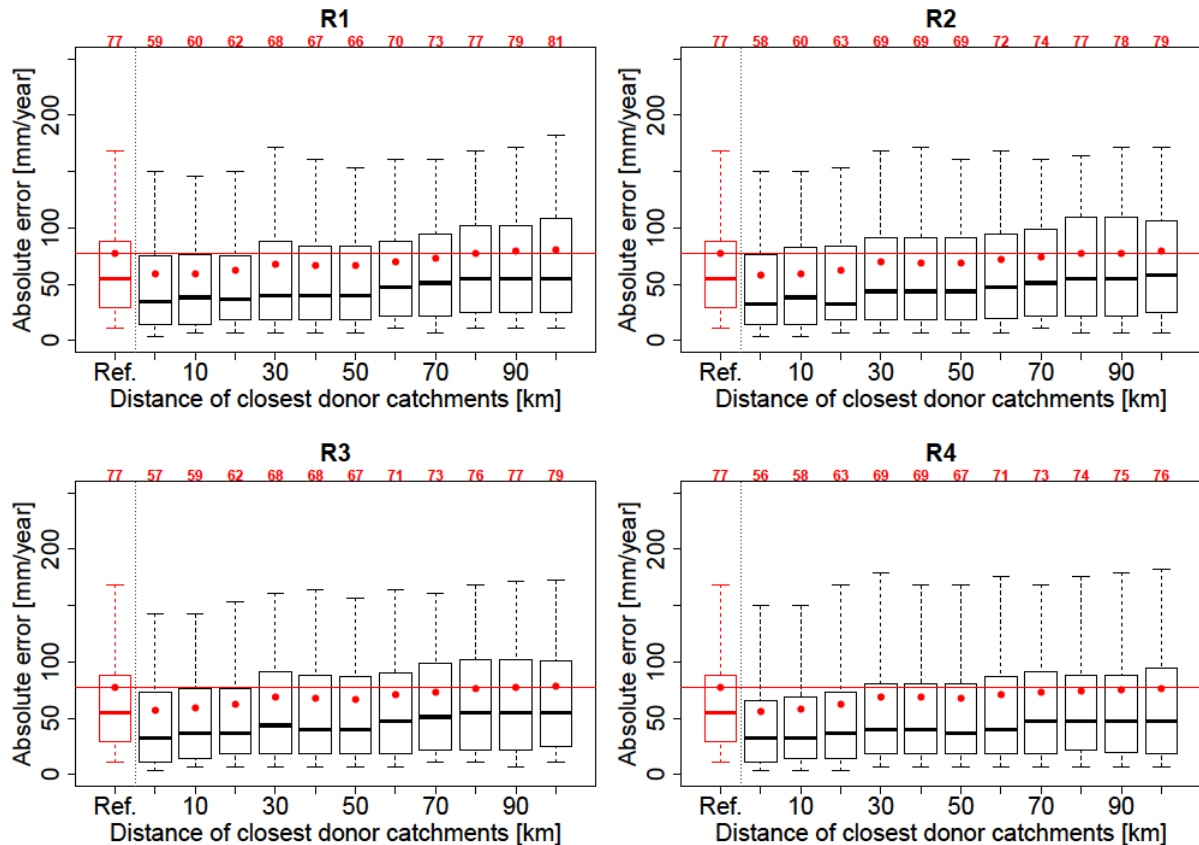 R1
77 59 60 62 68 67 66 70 73 77 79 81
Absolute error [mm/year]
200
100
50
0
Ref. 10 30 50 70 90
Distance of closest donor catchments [km]
R2
77 58 60 63 69 69 69 72 74 77 78 79
Absolute error [mm/year]
200
100
50
0
Ref. 10 30 50 70 90
Distance of closest donor catchments [km]
R3
77 57 59 62 68 68 67 71 73 76 77 79
Absolute error [mm/year]
200
100
50
0
Ref. 10 30 50 70 90
Distance of closest donor catchments [km]
R4
77 56 58 63 69 69 67 71 73 74 75 76
Absolute error [mm/year]
200
100
50
0
Ref. 10 30 50 70 90
Distance of closest donor catchments [km]